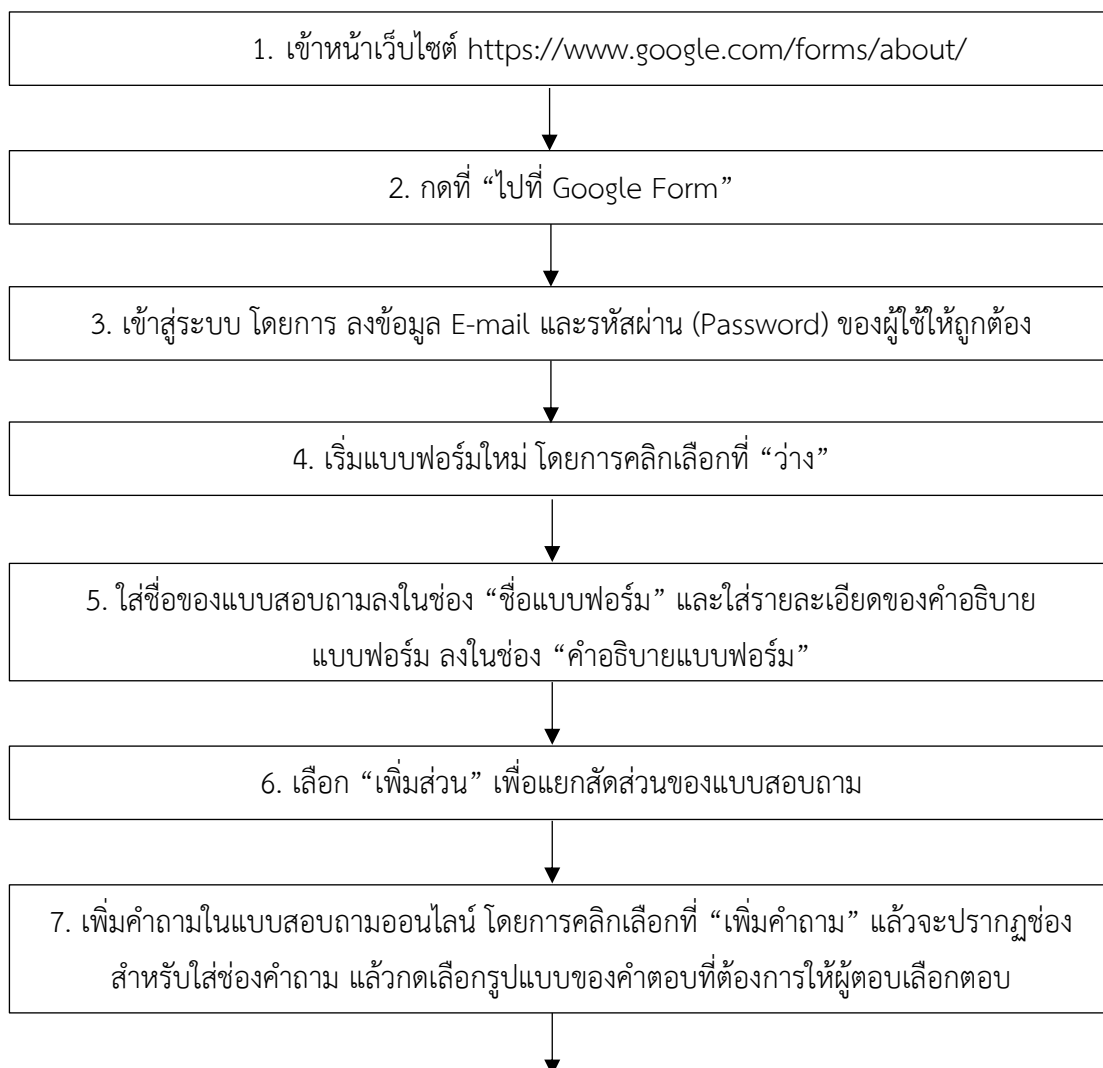 1. เข้าหน้าเว็บไซต์ https://www.google.com/forms/about/
2. กดที่ “ไปที่ Google Form”
3. เข้าสู่ระบบ โดยการ ลงข้อมูล E-mail และรหัสผ่าน (Password) ของผู้ใช้ให้ถูกต้อง
4. เริ่มแบบฟอร์มใหม่ โดยการคลิกเลือกที่ “ว่าง”
5. ใส่ชื่อของแบบสอบถามลงในช่อง “ชื่อแบบฟอร์ม” และใส่รายละเอียดของคำอธิบาย
แบบฟอร์ม ลงในช่อง “คำอธิบายแบบฟอร์ม”
6. เลือก “เพิ่มส่วน” เพื่อแยกสัดส่วนของแบบสอบถาม
7. เพิ่มคำถามในแบบสอบถามออนไลน์ โดยการคลิกเลือกที่ “เพิ่มคำถาม” แล้วจะปรากฏช่อง
สำหรับใส่ช่องคำถาม แล้วกดเลือกรูปแบบของคำตอบที่ต้องการให้ผู้ตอบเลือกตอบ